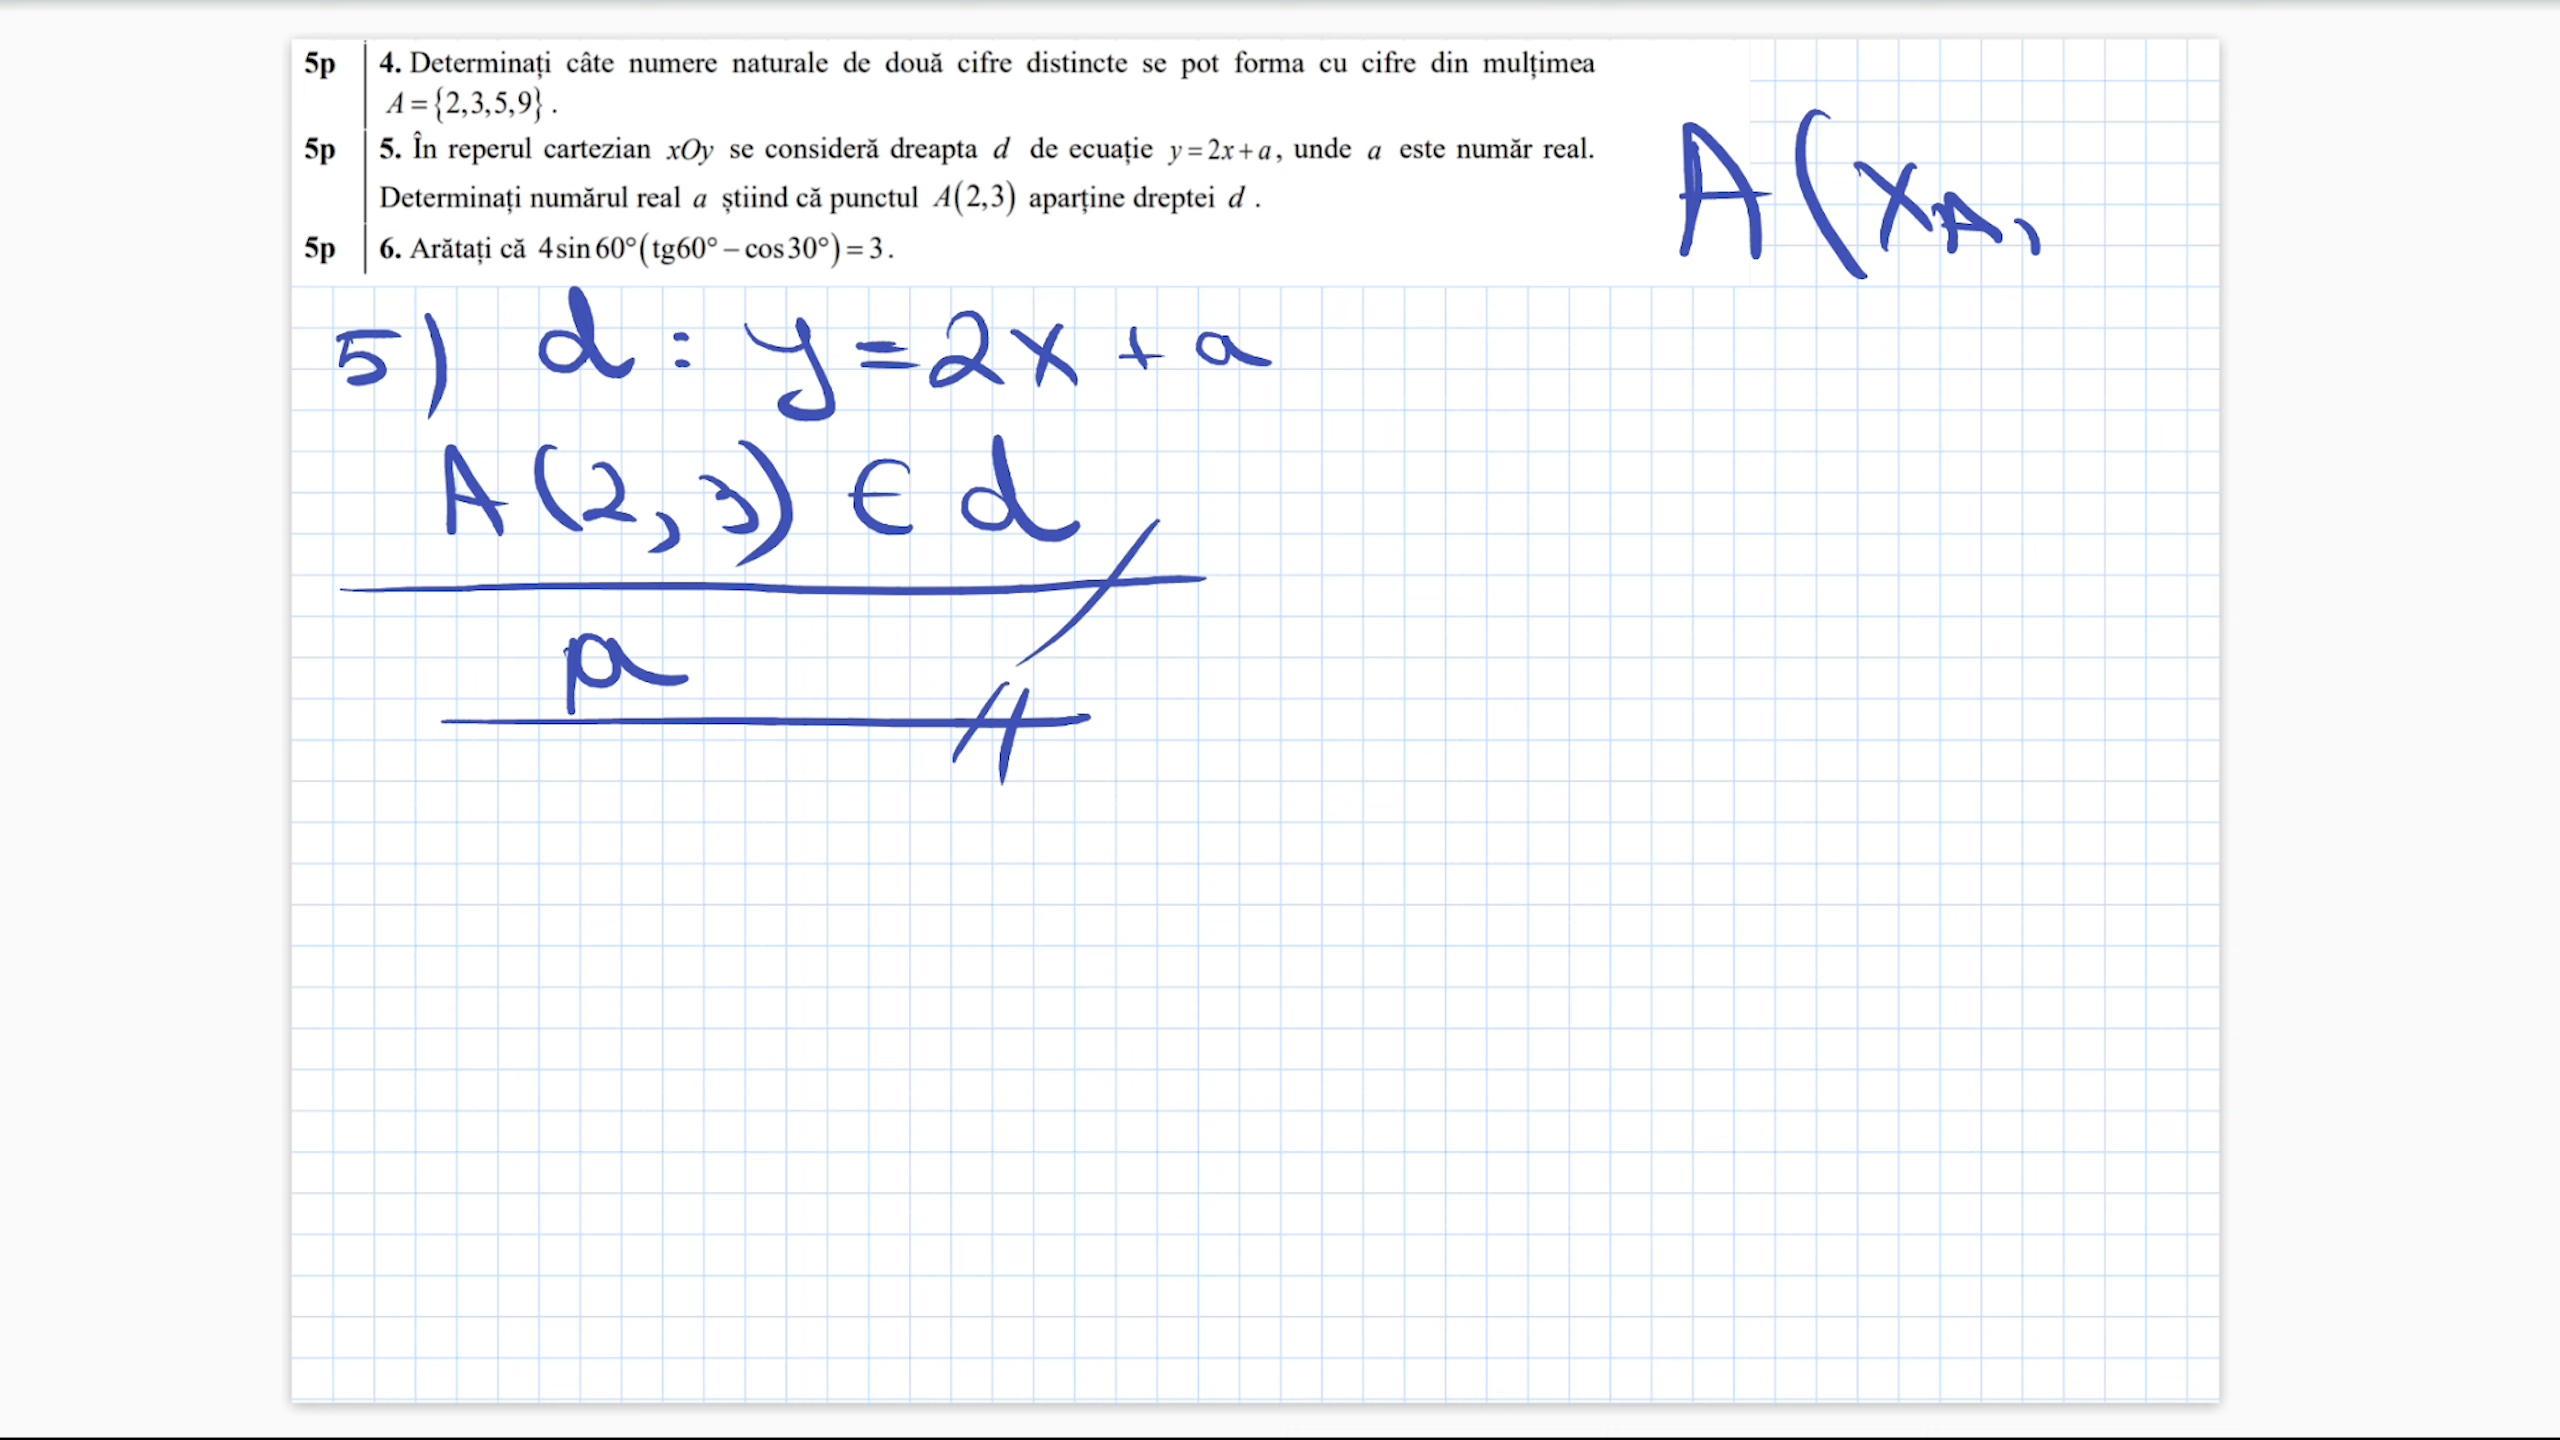 5p 4. Determinați câte numere naturale de două cifre distincte se pot forma cu cifre din mulțimea
A = {2,3,5,9} .
5p 5. În reperul cartezian xOy se consideră dreapta d de ecuație y = 2x + a, unde a este număr real.
Determinați numărul real a știind că punctul A(2,3) aparține dreptei d .
5p 6. Arătați că 4sin60°(tg60° – cos30°) = 3 .
A(x_A,
5) d : y = 2x + a
A(2,3) ∈ d
a